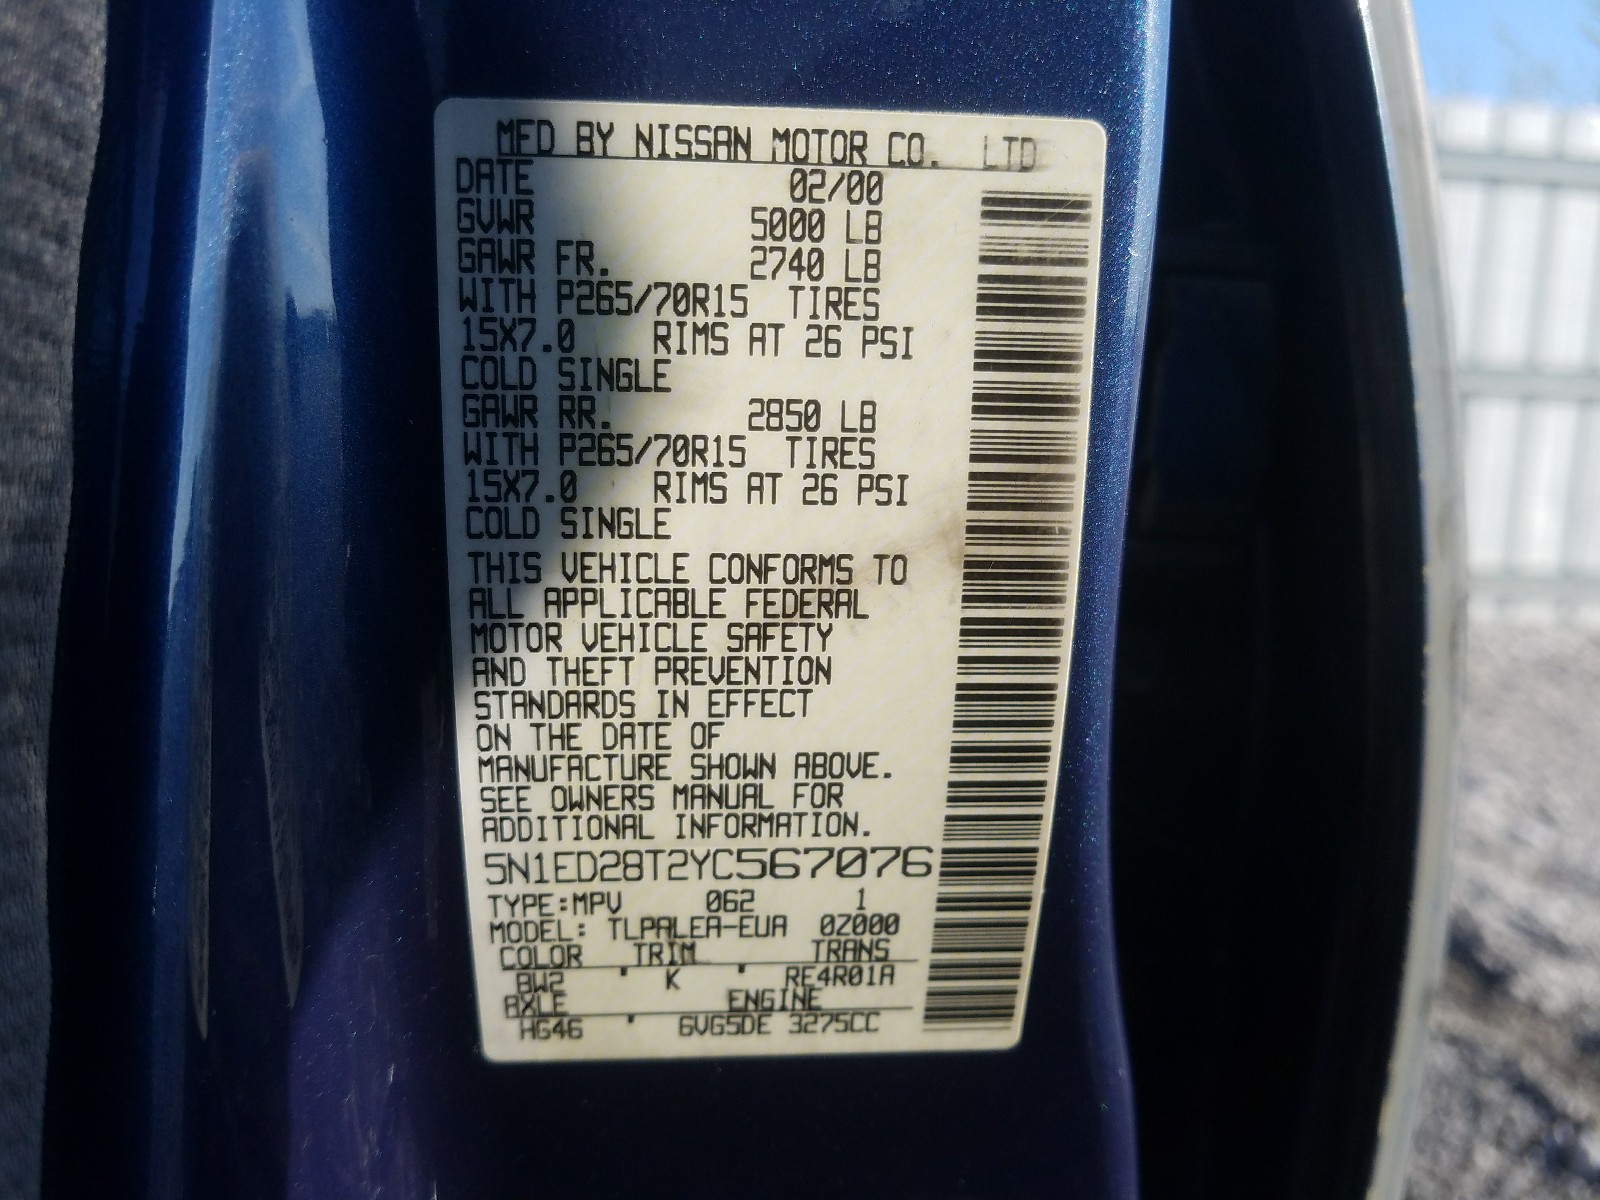 MFD BY NISSAN MOTOR CO. LTD
DATE 02/00
GVWR 5000 LB
GAWR FR. 2740 LB
WITH P265/70R15 TIRES
15X7.0 RIMS AT 26 PSI
COLD SINGLE
GAWR RR. 2850 LB
WITH P265/70R15 TIRES
15X7.0 RIMS AT 26 PSI
COLD SINGLE
THIS VEHICLE CONFORMS TO
ALL APPLICABLE FEDERAL
MOTOR VEHICLE SAFETY
AND THEFT PREVENTION
STANDARDS IN EFFECT
ON THE DATE OF
MANUFACTURE SHOWN ABOVE.
SEE OWNERS MANUAL FOR
ADDITIONAL INFORMATION.
5N1ED28T2YC567076
TYPE:MPV 062 1
MODEL: TLPALEA-EUA 0Z000
COLOR TRIM TRANS
BW2 ' K ' RE4R01A
AXLE ENGINE
HG46 ' 6VG5DE 3275CC